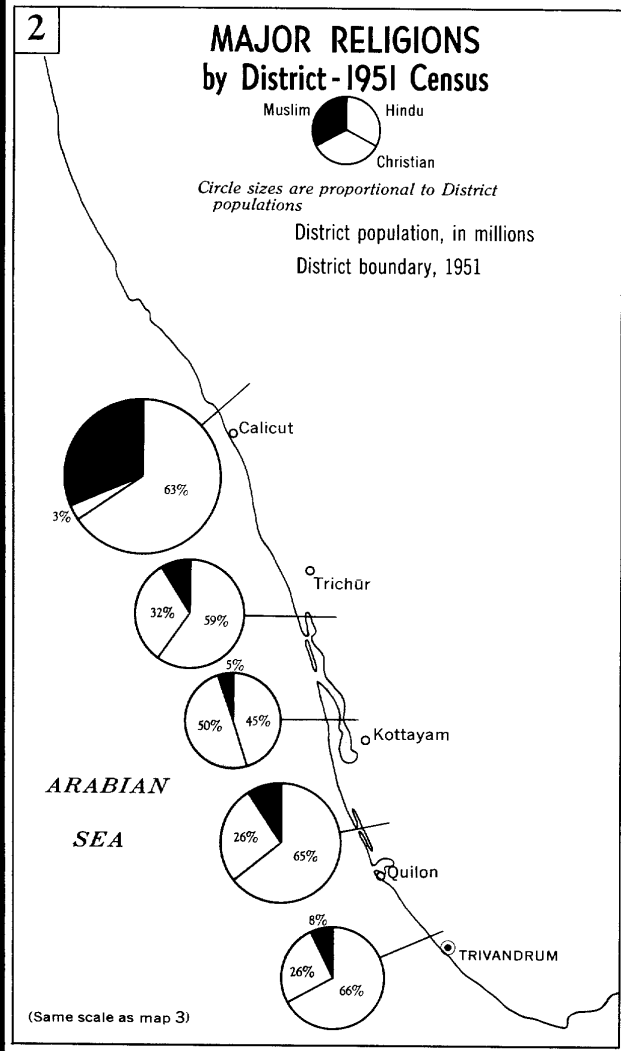 2
MAJOR RELIGIONS
by District - 1951 Census
Muslim
Hindu
Christian
Circle sizes are proportional to District
populations
District population, in millions
District boundary, 1951
Calicut
63%
3%
Trichūr
32%
59%
5%
50%
45%
Kottayam
ARABIAN
SEA
26%
65%
Quilon
8%
26%
66%
TRIVANDRUM
(Same scale as map 3)